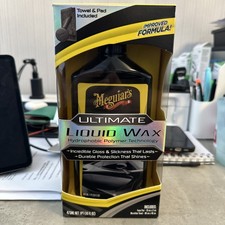 Towel & Pad
Included
IMPROVED
FORMULA!
Meguiar's
ULTIMATE
LIQUID WAX
Hydrophobic Polymer Technology
• Incredible Gloss & Slickness That Lasts •
• Durable Protection That Shines •
INCLUDES